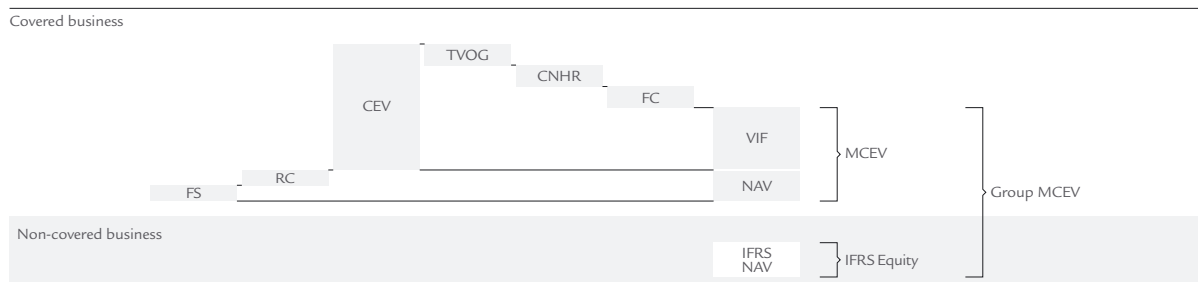 Covered business
TVOG
CNHR
FC
CEV
VIF
MCEV
RC
NAV
FS
Group MCEV
Non-covered business
IFRS
NAV
IFRS Equity